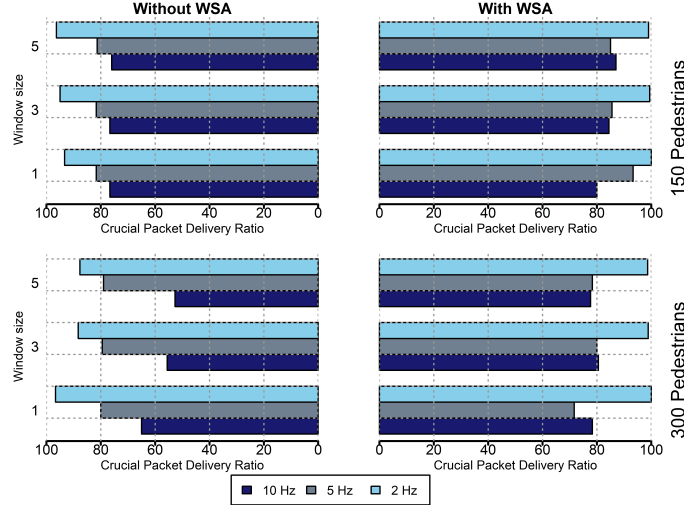 Without WSA
With WSA
Window size
5
3
1
100 80 60 40 20 0
Crucial Packet Delivery Ratio
0 20 40 60 80 100
Crucial Packet Delivery Ratio
150 Pedestrians
Window size
5
3
1
100 80 60 40 20 0
Crucial Packet Delivery Ratio
0 20 40 60 80 100
Crucial Packet Delivery Ratio
300 Pedestrians
10 Hz 5 Hz 2 Hz